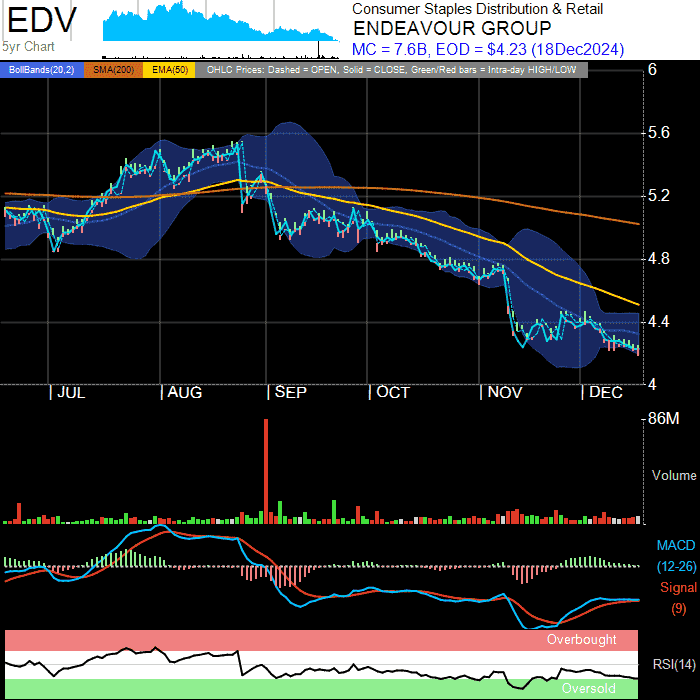 EDV
5yr Chart
Consumer Staples Distribution & Retail
ENDEAVOUR GROUP
MC = 7.6B, EOD = $4.23 (18Dec2024)
BollBands(20,2) SMA(200) EMA(50) OHLC Prices: Dashed = OPEN, Solid = CLOSE, Green/Red bars = Intra-day HIGH/LOW
6
5.6
5.2
4.8
4.4
4
JUL AUG SEP OCT NOV DEC
86M
Volume
MACD
(12-26)
Signal
(9)
Overbought
RSI(14)
Oversold